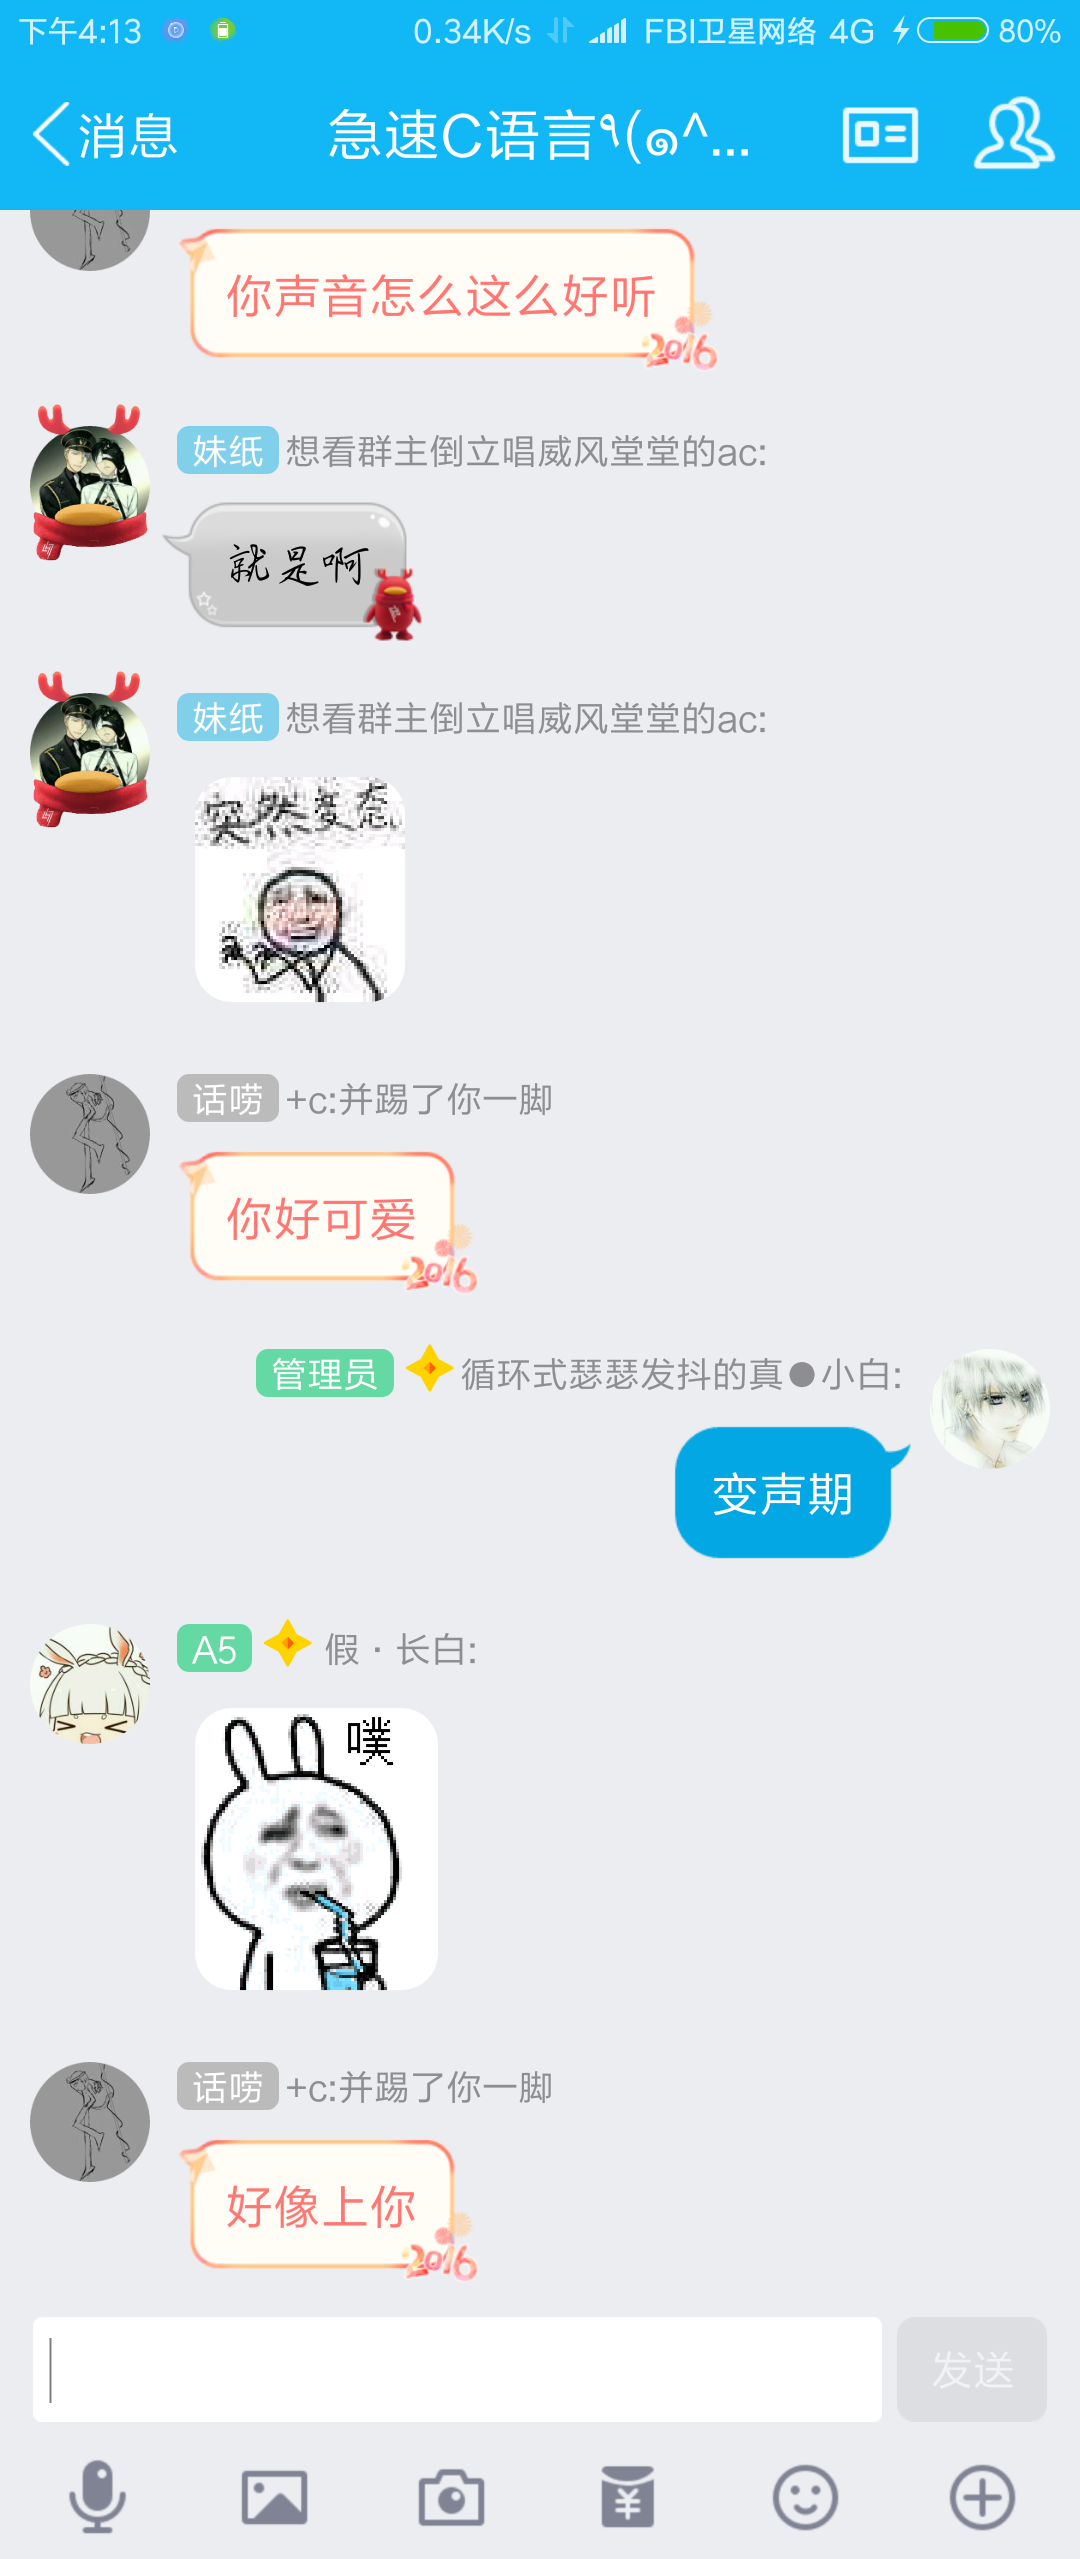 下午4:13 0.34K/s FBI卫星网络 4G 80%
消息 急速C语言٩(๑^...
你声音怎么这么好听
2016
妹纸 想看群主倒立唱威风堂堂的ac:
就是啊
妹纸 想看群主倒立唱威风堂堂的ac:
突然变态
话唠 +c:并踢了你一脚
你好可爱
2016
管理员 循环式瑟瑟发抖的真●小白:
变声期
A5 假·长白:
噗
话唠 +c:并踢了你一脚
好像上你
2016
发送